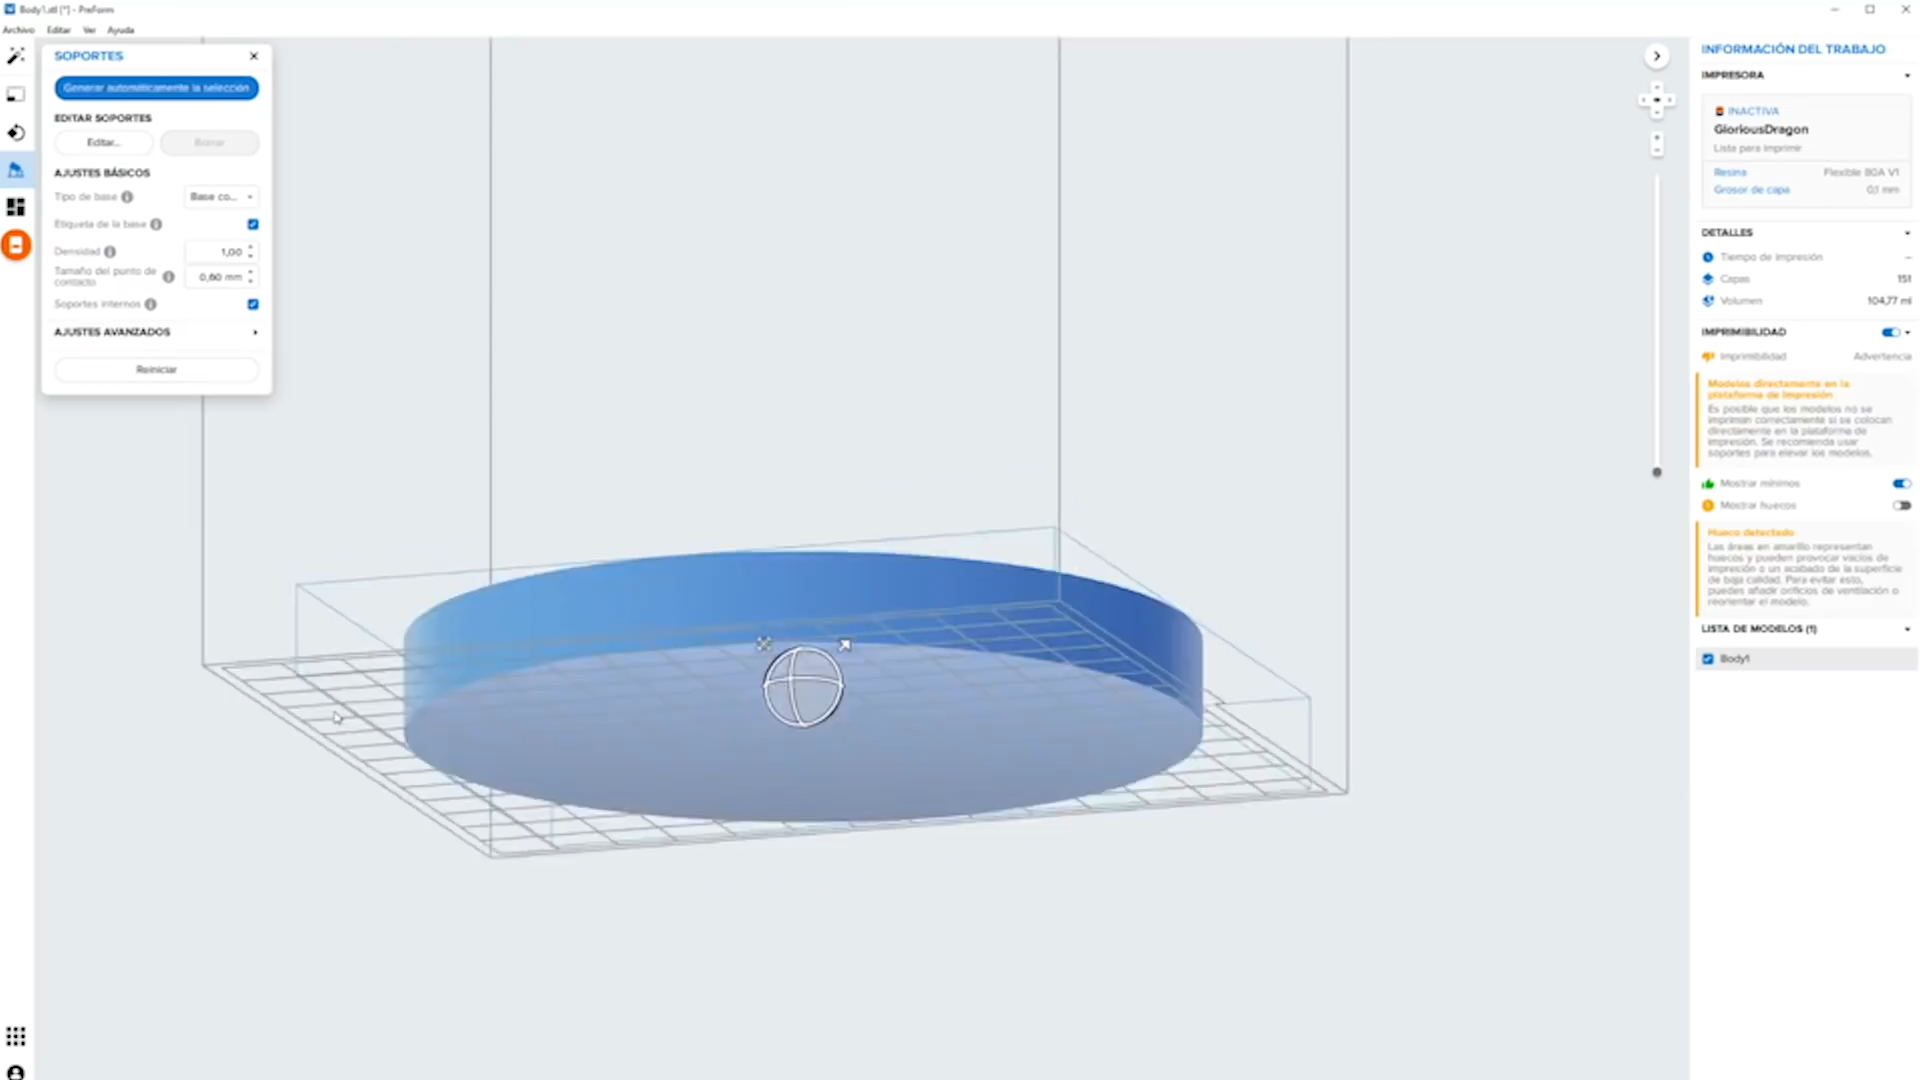 Body1.stl [*] - PreForm
Archivo Editar Ver Ayuda
SOPORTES
Generar automáticamente la selección
EDITAR SOPORTES
Editar... Borrar
AJUSTES BÁSICOS
Tipo de base Base co...
Etiqueta de la base
Densidad 1,00
Tamaño del punto de
contacto 0,60 mm
Soportes internos
AJUSTES AVANZADOS
Reiniciar
INFORMACIÓN DEL TRABAJO
IMPRESORA
INACTIVA
GloriousDragon
Lista para imprimir
Resina Flexible 80A V1
Grosor de capa 0,1 mm
DETALLES
Tiempo de impresión --
Capas 151
Volumen 104,77 ml
IMPRIMIBILIDAD
Imprimibilidad Advertencia
Modelos directamente en la
plataforma de impresión
Es posible que los modelos no se
impriman correctamente si se colocan
directamente en la plataforma de
impresión. Se recomienda usar
soportes para elevar los modelos.
Mostrar mínimos
Mostrar huecos
Hueco detectado
Las áreas en amarillo representan
huecos y pueden provocar vacíos de
impresión o un acabado de la superficie
de baja calidad. Para evitar esto,
puedes añadir orificios de ventilación o
reorientar el modelo.
LISTA DE MODELOS (1)
Body1